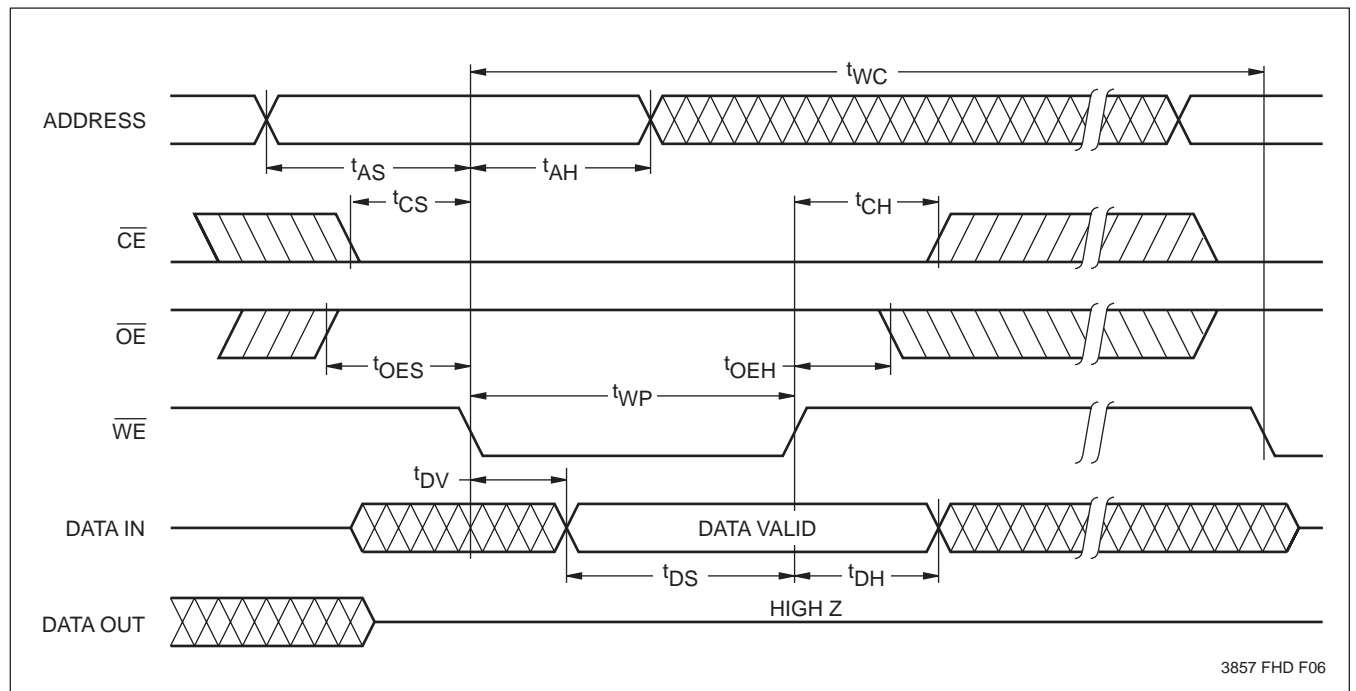 tWC
ADDRESS
tAS
tAH
tCS
tCH
CE
OE
tOES
tOEH
tWP
WE
tDV
DATA IN
DATA VALID
tDS
tDH
HIGH Z
DATA OUT
3857 FHD F06